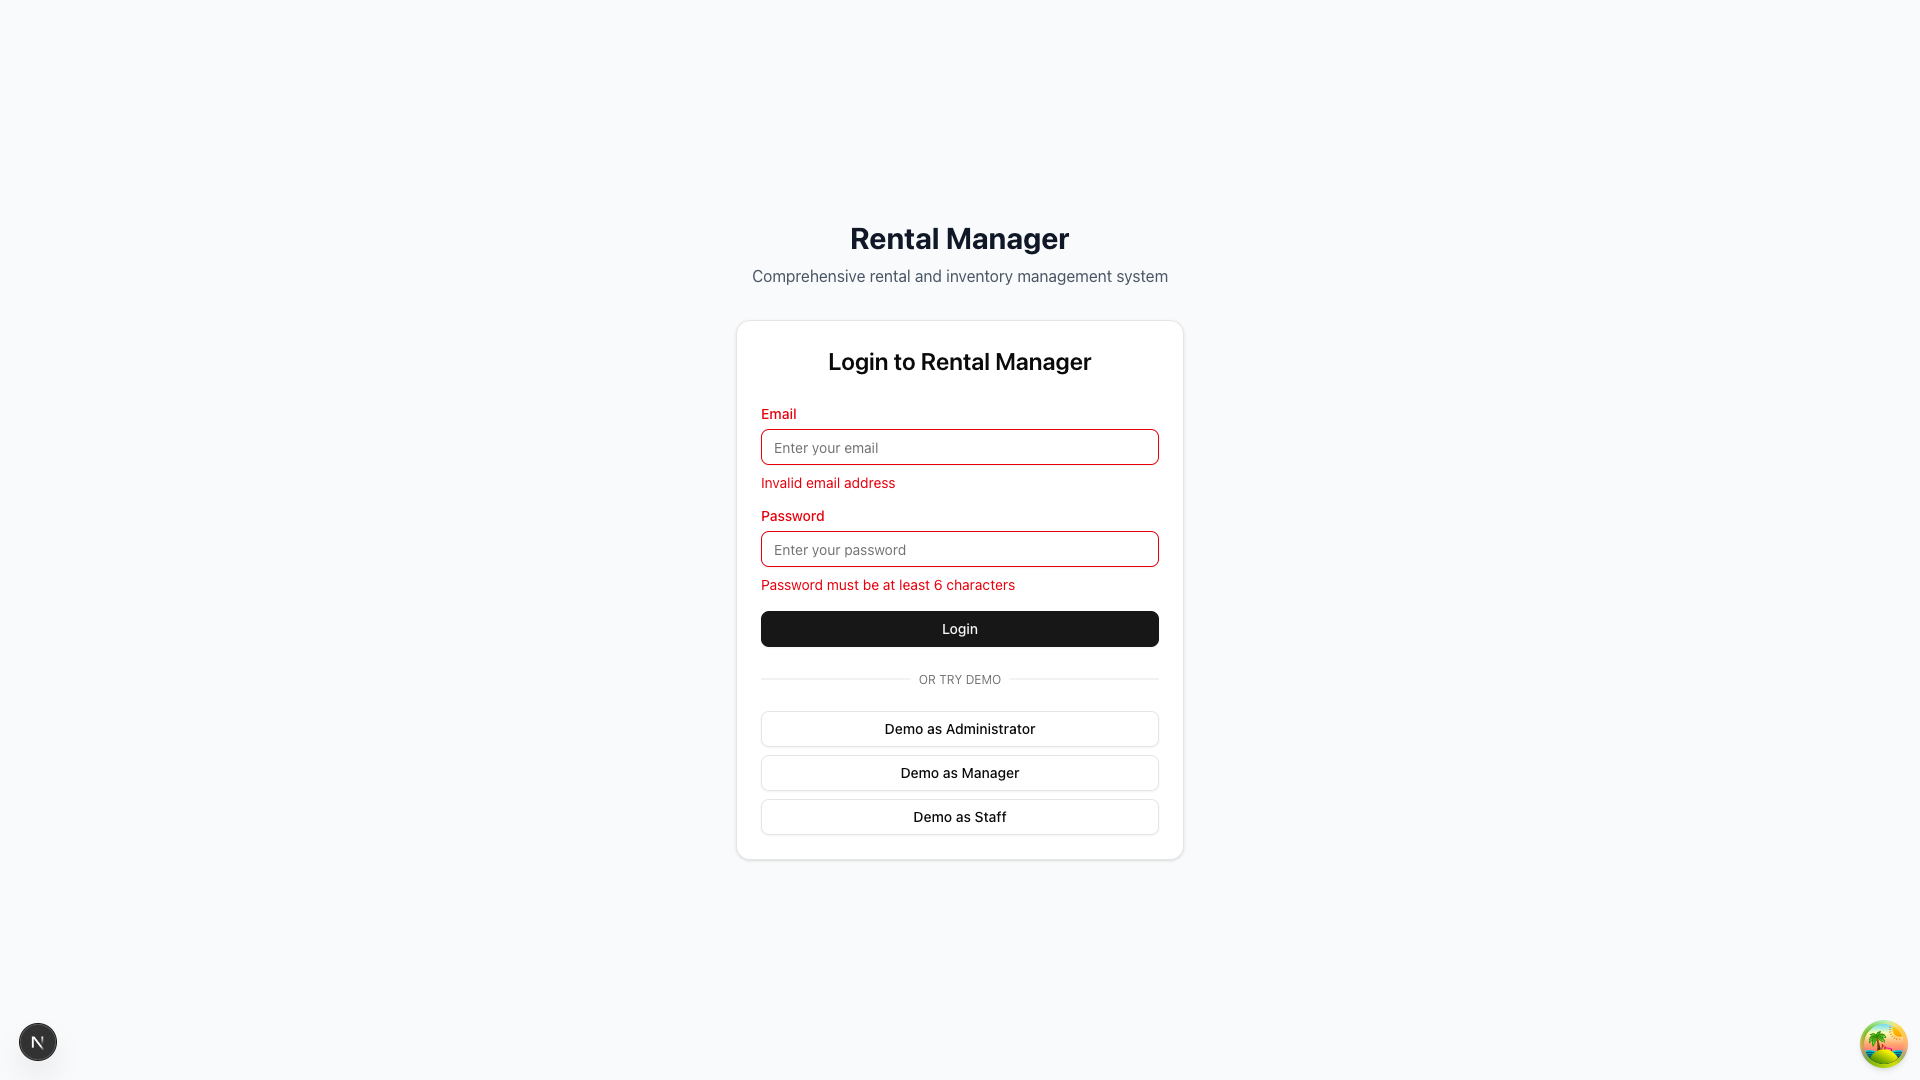 Rental Manager
Comprehensive rental and inventory management system
Login to Rental Manager
Email
Enter your email
Invalid email address
Password
Enter your password
Password must be at least 6 characters
Login
OR TRY DEMO
Demo as Administrator
Demo as Manager
Demo as Staff
N